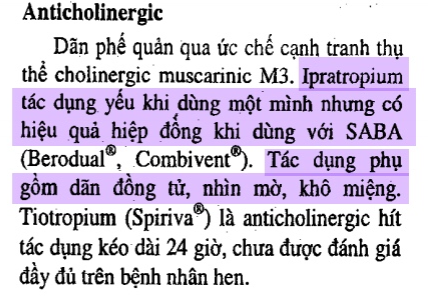 Anticholinergic
Dãn phế quản qua ức chế cạnh tranh thụ
thể cholinergic muscarinic M3. Ipratropium
tác dụng yếu khi dùng một mình nhưng có
hiệu quả hiệp đồng khi dùng với SABA
(Berodual®, Combivent®). Tác dụng phụ
gồm dãn đồng tử, nhìn mờ, khô miệng.
Tiotropium (Spiriva®) là anticholinergic hít
tác dụng kéo dài 24 giờ, chưa được đánh giá
đầy đủ trên bệnh nhân hen.